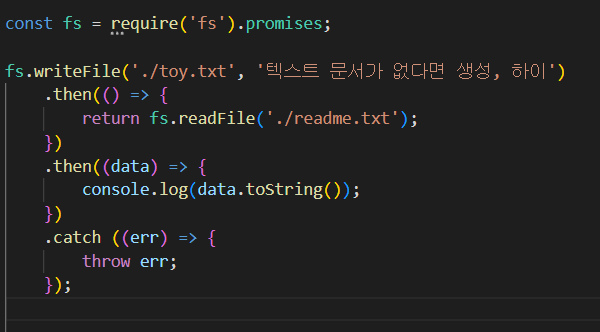 const fs = require('fs').promises;
fs.writeFile('./toy.txt', '텍스트 문서가 없다면 생성, 하이')
.then(() => {
return fs.readFile('./readme.txt');
})
.then((data) => {
console.log(data.toString());
})
.catch ((err) => {
throw err;
});